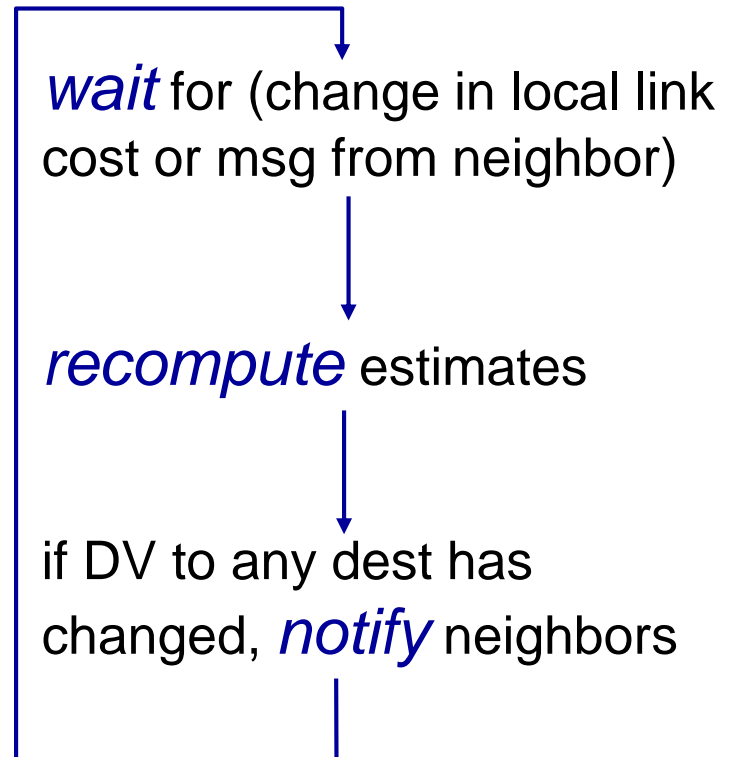 wait for (change in local link
cost or msg from neighbor)
recompute estimates
if DV to any dest has
changed, notify neighbors